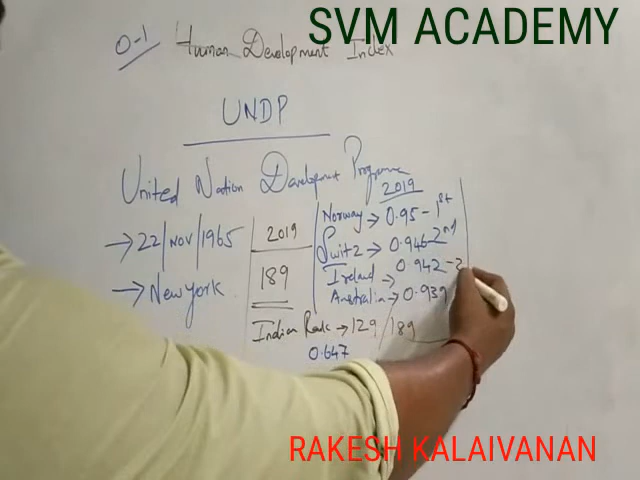 SVM ACADEMY
0-1 Human Development Index
UNDP
United Nation Development Programme
→ 22/Nov/1965
→ New york
2019
189
2019
Norway → 0.95 - 1st
Switz → 0.946 2nd
Ireland → 0.942 -
Australia → 0.939
Indian Rank → 129/189
0.647
RAKESH KALAIVANAN